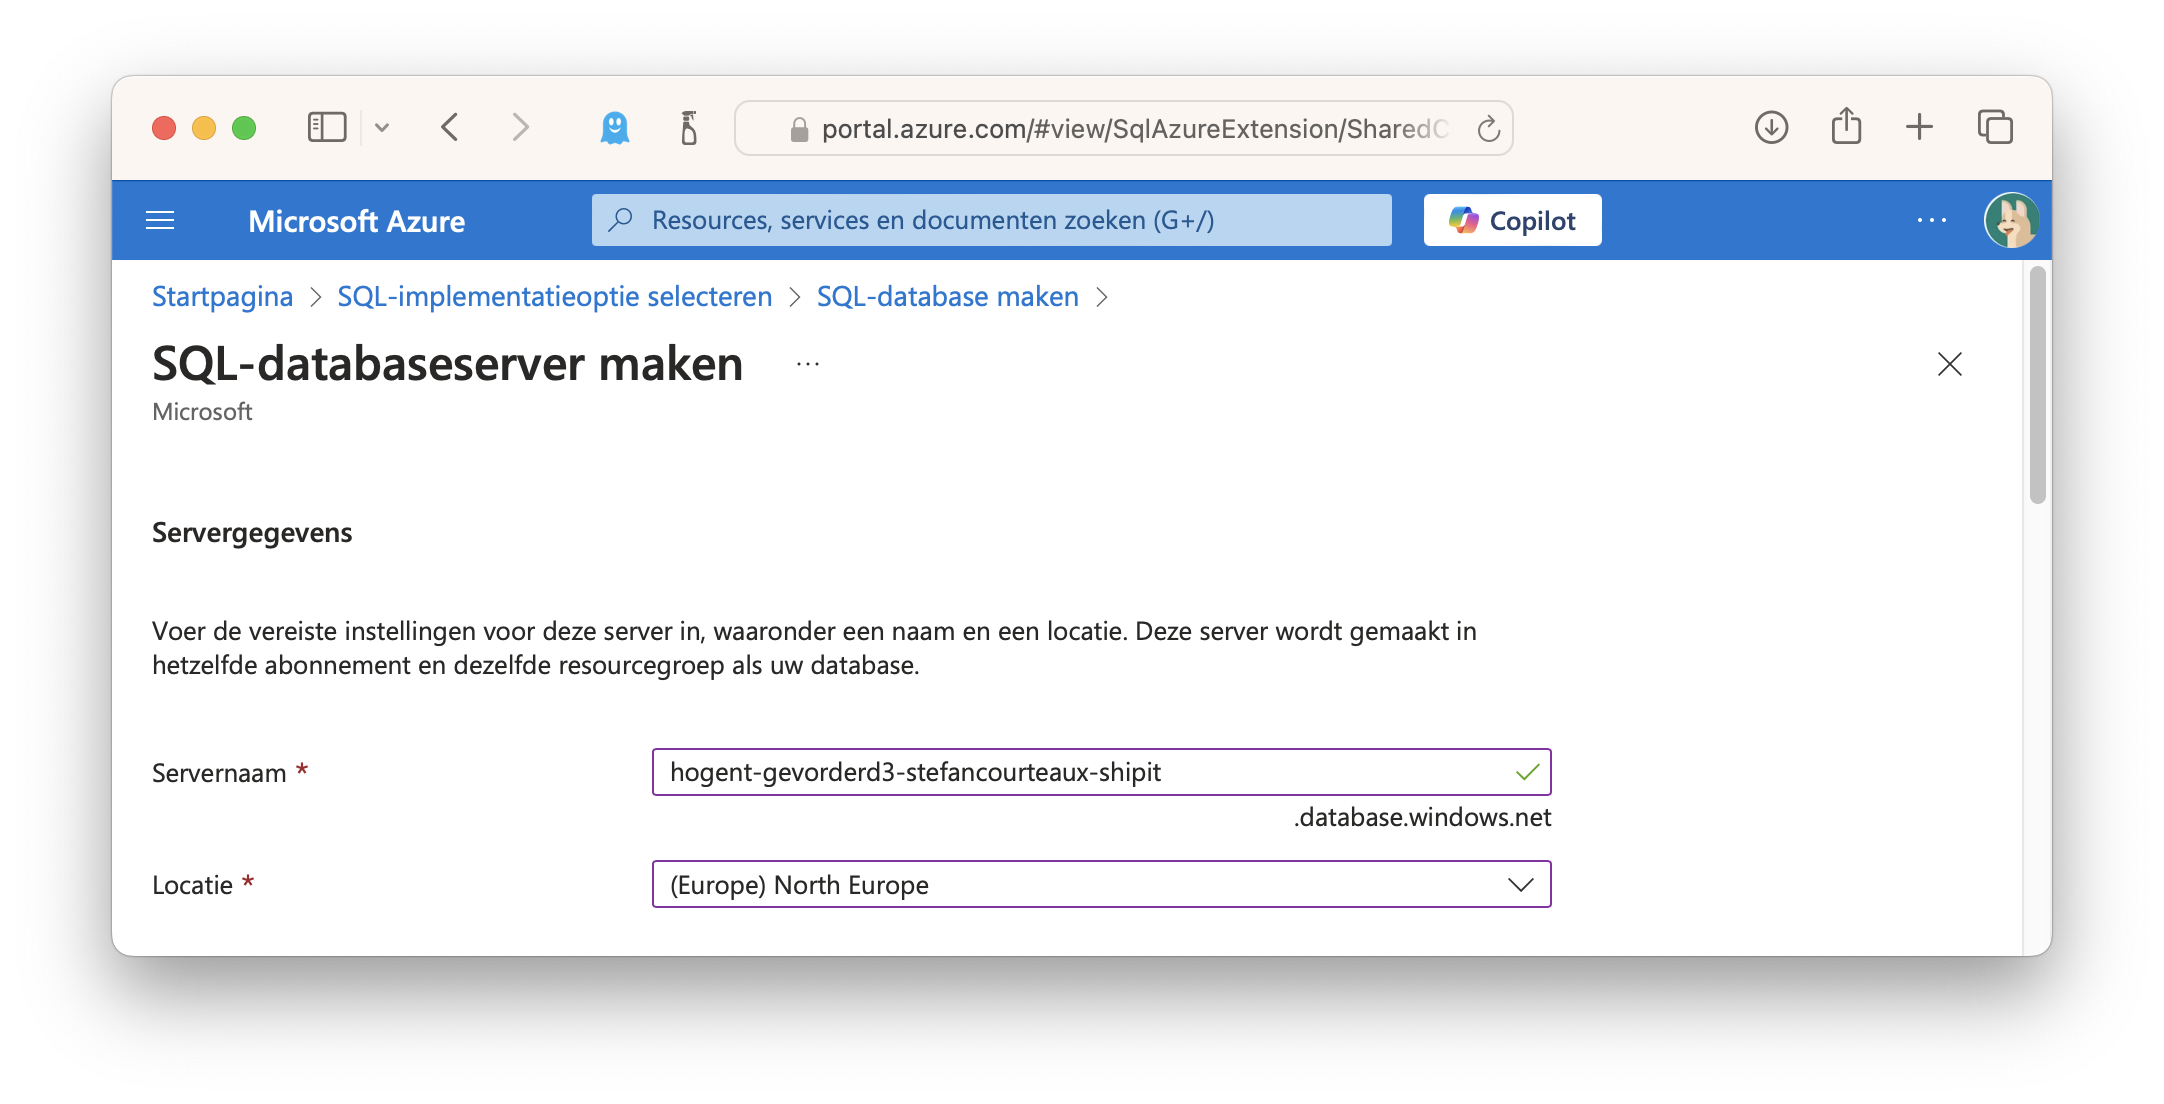 portal.azure.com/#view/SqlAzureExtension/SharedC
Microsoft Azure
Resources, services en documenten zoeken (G+/)
Copilot
Startpagina > SQL-implementatieoptie selecteren > SQL-database maken >
SQL-databaseserver maken ...
Microsoft
Servergegevens
Voer de vereiste instellingen voor deze server in, waaronder een naam en een locatie. Deze server wordt gemaakt in
hetzelfde abonnement en dezelfde resourcegroep als uw database.
Servernaam *
hogent-gevorderd3-stefancourteaux-shipit
.database.windows.net
Locatie *
(Europe) North Europe